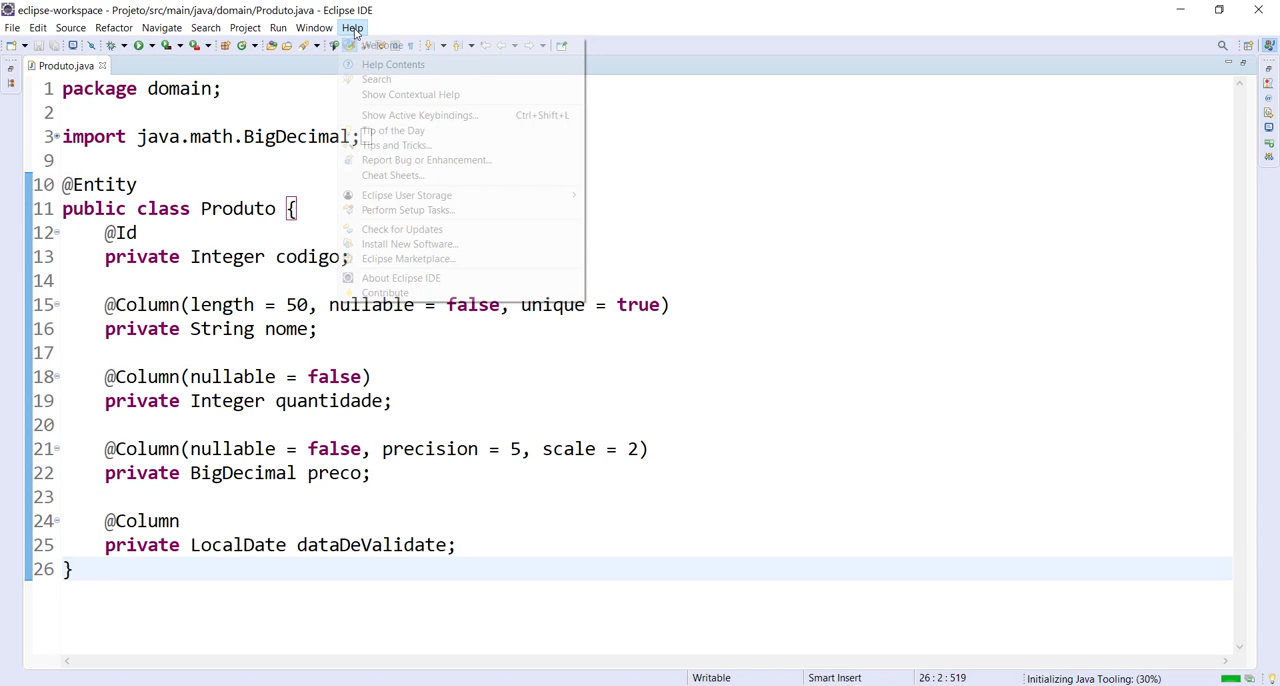 eclipse-workspace - Projeto/src/main/java/domain/Produto.java - Eclipse IDE
File Edit Source Refactor Navigate Search Project Run Window Help
Produto.java
Welcome
Help Contents
Search
Show Contextual Help
Show Active Keybindings... Ctrl+Shift+L
Tip of the Day
Tips and Tricks...
Report Bug or Enhancement...
Cheat Sheets...
Eclipse User Storage
Perform Setup Tasks...
Check for Updates
Install New Software...
Eclipse Marketplace...
About Eclipse IDE
Contribute
1 package domain;
2
3 import java.math.BigDecimal;
9
10 @Entity
11 public class Produto {
12 @Id
13 private Integer codigo;
14
15 @Column(length = 50, nullable = false, unique = true)
16 private String nome;
17
18 @Column(nullable = false)
19 private Integer quantidade;
20
21 @Column(nullable = false, precision = 5, scale = 2)
22 private BigDecimal preco;
23
24 @Column
25 private LocalDate dataDeValidate;
26 }
Writable Smart Insert 26 : 2 : 519 Initializing Java Tooling: (30%)